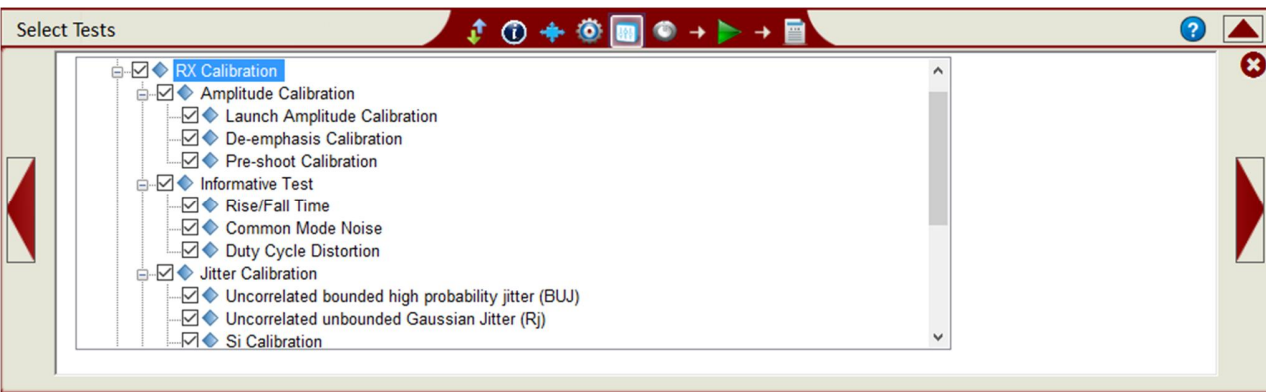 Select Tests
RX Calibration
Amplitude Calibration
Launch Amplitude Calibration
De-emphasis Calibration
Pre-shoot Calibration
Informative Test
Rise/Fall Time
Common Mode Noise
Duty Cycle Distortion
Jitter Calibration
Uncorrelated bounded high probability jitter (BUJ)
Uncorrelated unbounded Gaussian Jitter (Rj)
Si Calibration